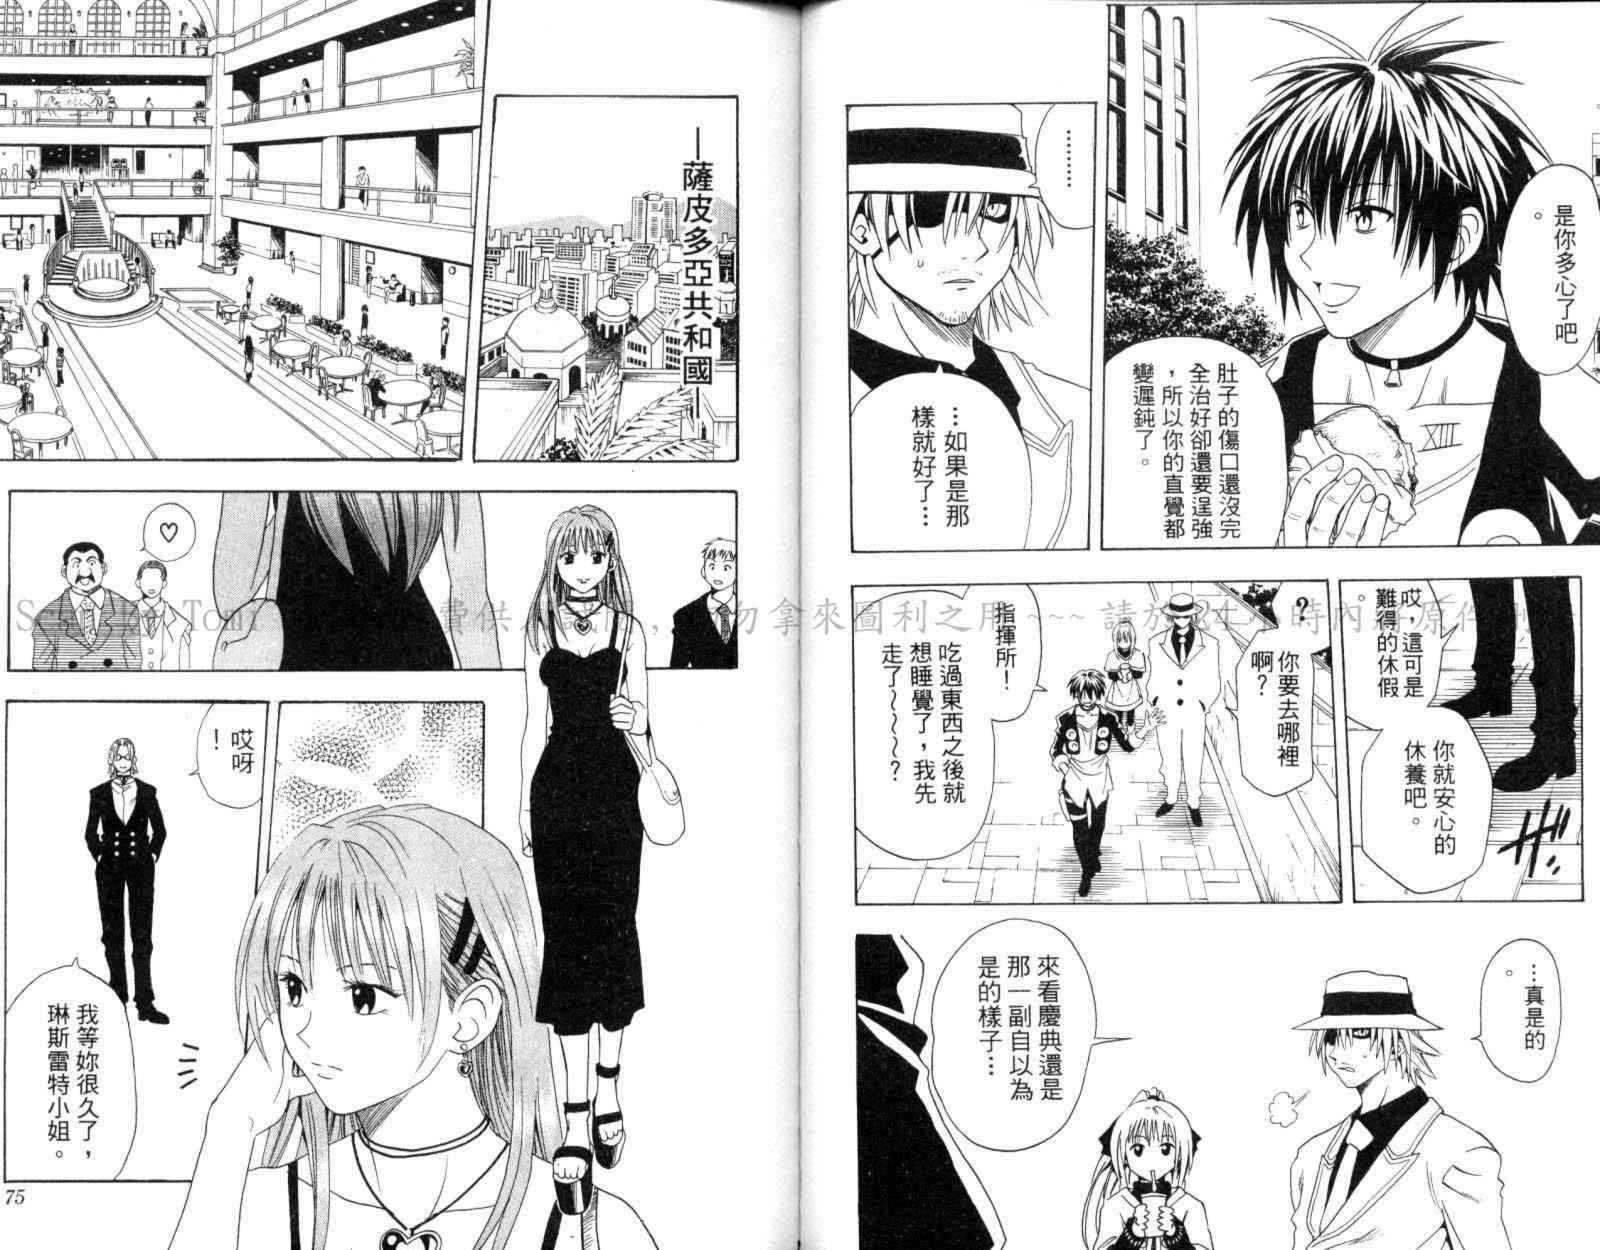 是你多心了吧
。
肚子的傷口還沒完
全治好卻還要逞強
，所以你的直覺都
變遲鈍了。
XIII
………
…如果是那
樣就好了…
哎，這可是
難得的休假
。
你就安心的
休養吧。
？
你要去哪裡
啊？
指揮所！
吃過東西之後就
想睡覺了，我先
走了～～～～？
…真是的
。
來看慶典還是
那一副自以為
是的樣子…
—薩皮多亞共和國—
♡
哎呀
！
我等妳很久了，
琳斯雷特小姐。
75